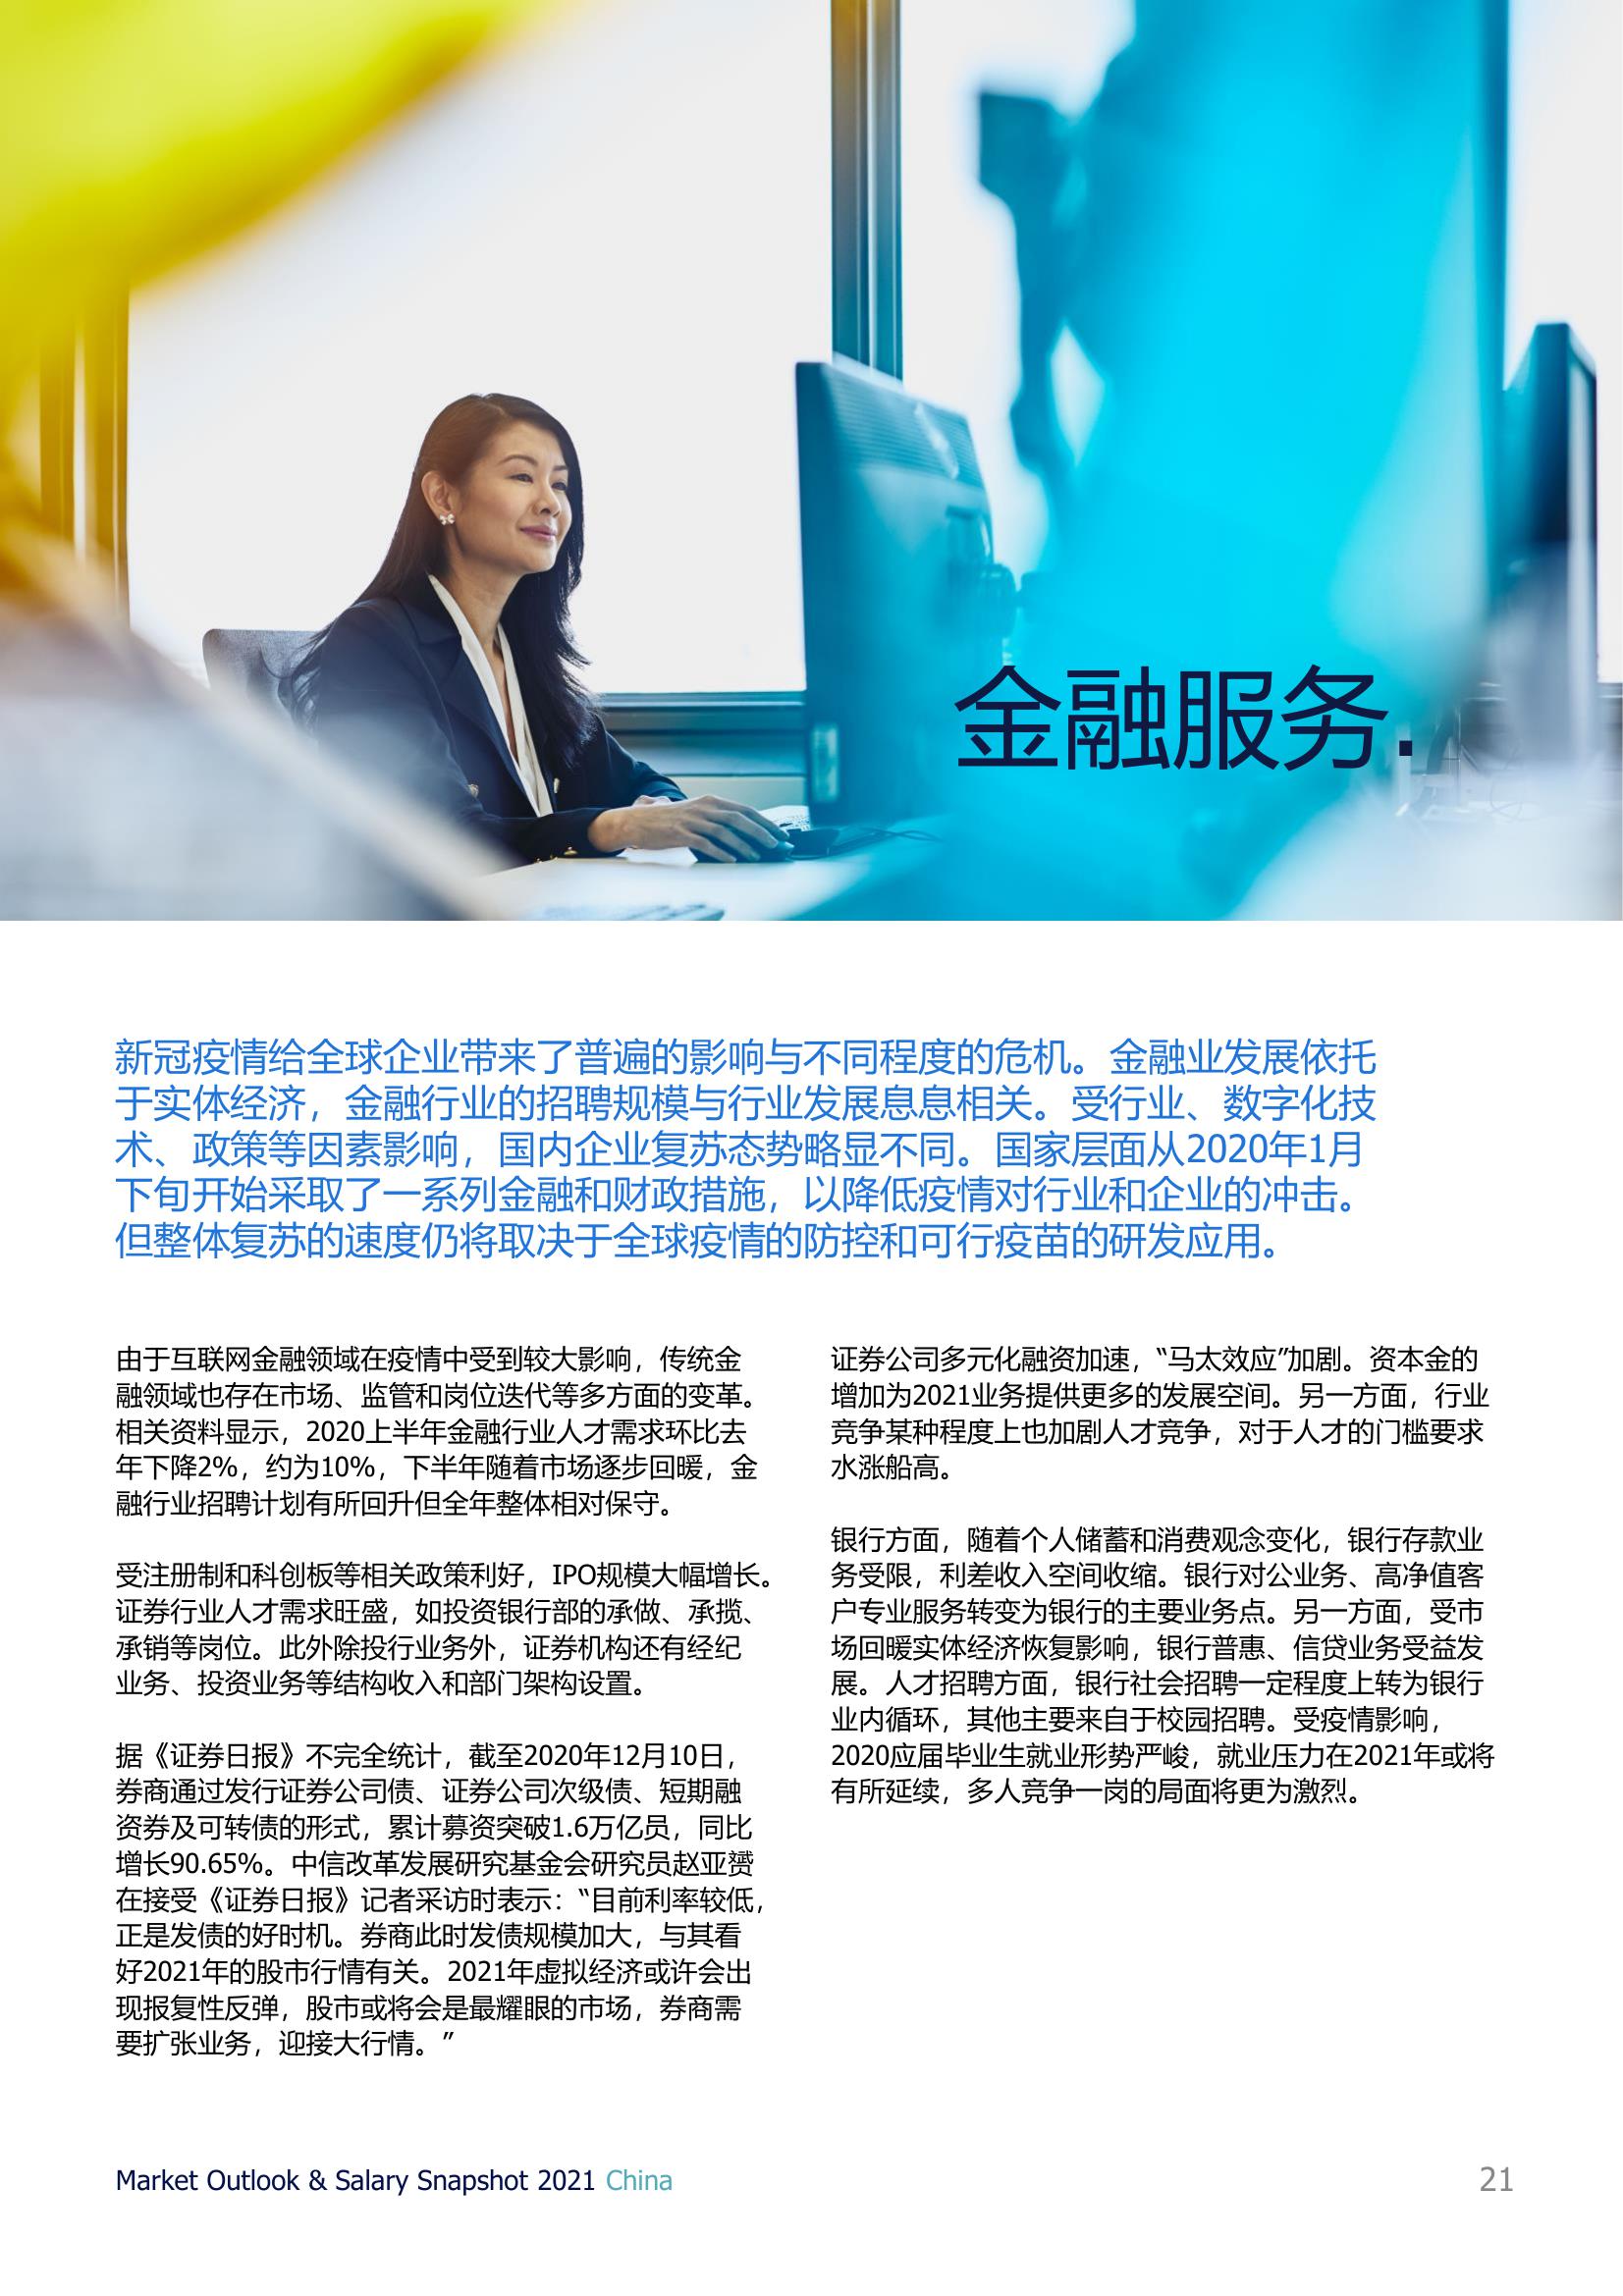 金融服务.
新冠疫情给全球企业带来了普遍的影响与不同程度的危机。金融业发展依托
于实体经济，金融行业的招聘规模与行业发展息息相关。受行业、数字化技
术、政策等因素影响，国内企业复苏态势略显不同。国家层面从2020年1月
下旬开始采取了一系列金融和财政措施，以降低疫情对行业和企业的冲击。
但整体复苏的速度仍将取决于全球疫情的防控和可行疫苗的研发应用。
由于互联网金融领域在疫情中受到较大影响，传统金
融领域也存在市场、监管和岗位迭代等多方面的变革。
相关资料显示，2020上半年金融行业人才需求环比去
年下降2%，约为10%，下半年随着市场逐步回暖，金
融行业招聘计划有所回升但全年整体相对保守。
受注册制和科创板等相关政策利好，IPO规模大幅增长。
证券行业人才需求旺盛，如投资银行部的承做、承揽、
承销等岗位。此外除投行业务外，证券机构还有经纪
业务、投资业务等结构收入和部门架构设置。
据《证券日报》不完全统计，截至2020年12月10日，
券商通过发行证券公司债、证券公司次级债、短期融
资券及可转债的形式，累计募资突破1.6万亿员，同比
增长90.65%。中信改革发展研究基金会研究员赵亚赟
在接受《证券日报》记者采访时表示：“目前利率较低，
正是发债的好时机。券商此时发债规模加大，与其看
好2021年的股市行情有关。2021年虚拟经济或许会出
现报复性反弹，股市或将会是最耀眼的市场，券商需
要扩张业务，迎接大行情。”
证券公司多元化融资加速，“马太效应”加剧。资本金的
增加为2021业务提供更多的发展空间。另一方面，行业
竞争某种程度上也加剧人才竞争，对于人才的门槛要求
水涨船高。
银行方面，随着个人储蓄和消费观念变化，银行存款业
务受限，利差收入空间收缩。银行对公业务、高净值客
户专业服务转变为银行的主要业务点。另一方面，受市
场回暖实体经济恢复影响，银行普惠、信贷业务受益发
展。人才招聘方面，银行社会招聘一定程度上转为银行
业内循环，其他主要来自于校园招聘。受疫情影响，
2020应届毕业生就业形势严峻，就业压力在2021年或将
有所延续，多人竞争一岗的局面将更为激烈。
Market Outlook & Salary Snapshot 2021 China
21